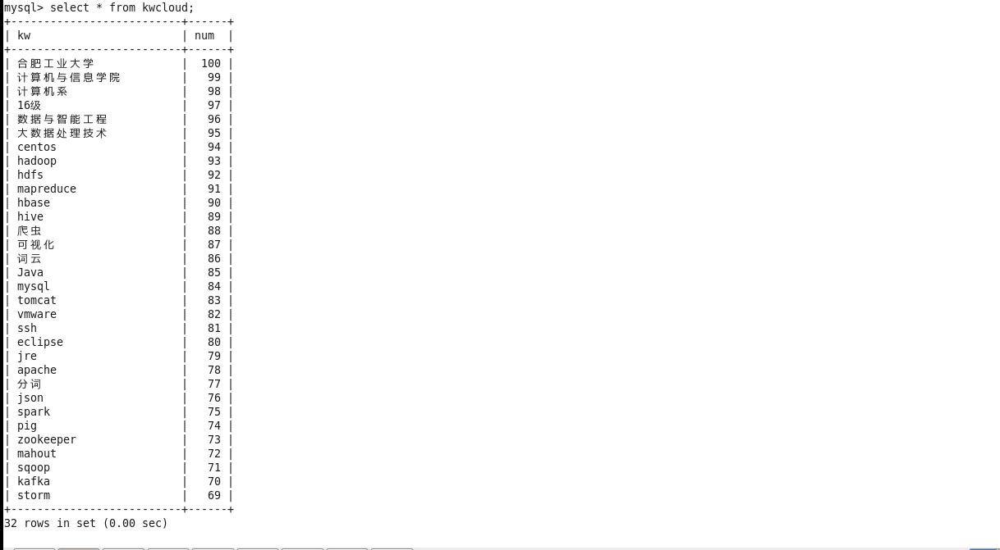 mysql> select * from kwcloud;
+--------------------------+------+
| kw                       | num  |
+--------------------------+------+
| 合肥工业大学             |  100 |
| 计算机与信息学院         |   99 |
| 计算机系                 |   98 |
| 16级                     |   97 |
| 数据与智能工程           |   96 |
| 大数据处理技术           |   95 |
| centos                   |   94 |
| hadoop                   |   93 |
| hdfs                     |   92 |
| mapreduce                |   91 |
| hbase                    |   90 |
| hive                     |   89 |
| 爬虫                     |   88 |
| 可视化                   |   87 |
| 词云                     |   86 |
| Java                     |   85 |
| mysql                    |   84 |
| tomcat                   |   83 |
| vmware                   |   82 |
| ssh                      |   81 |
| eclipse                  |   80 |
| jre                      |   79 |
| apache                   |   78 |
| 分词                     |   77 |
| json                     |   76 |
| spark                    |   75 |
| pig                      |   74 |
| zookeeper                |   73 |
| mahout                   |   72 |
| sqoop                    |   71 |
| kafka                    |   70 |
| storm                    |   69 |
+--------------------------+------+
32 rows in set (0.00 sec)